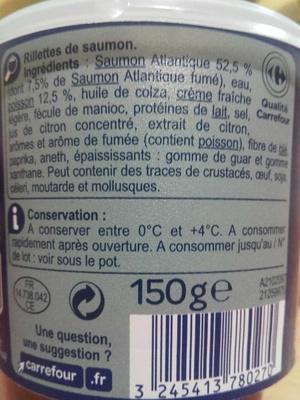 Rillettes de saumon.
Ingrédients : Saumon Atlantique 52,5 %
(dont 7,5% de Saumon Atlantique fumé), eau,
poisson 12,5 %, huile de colza, crème fraîche
légère, fécule de manioc, protéines de lait, sel,
jus de citron concentré, extrait de citron,
arômes et arôme de fumée (contient poisson), fibre de blé,
paprika, aneth, épaississants : gomme de guar et gomme
xanthane. Peut contenir des traces de crustacés, œuf, soja,
céleri, moutarde et mollusques.
Qualité
Carrefour
Conservation :
A conserver entre 0°C et +4°C. A consommer
rapidement après ouverture. A consommer jusqu'au / N°
de lot : voir sous le pot.
FR
14.738.042
CE
150g e
Une question,
une suggestion ?
carrefour .fr
3 245413 780270